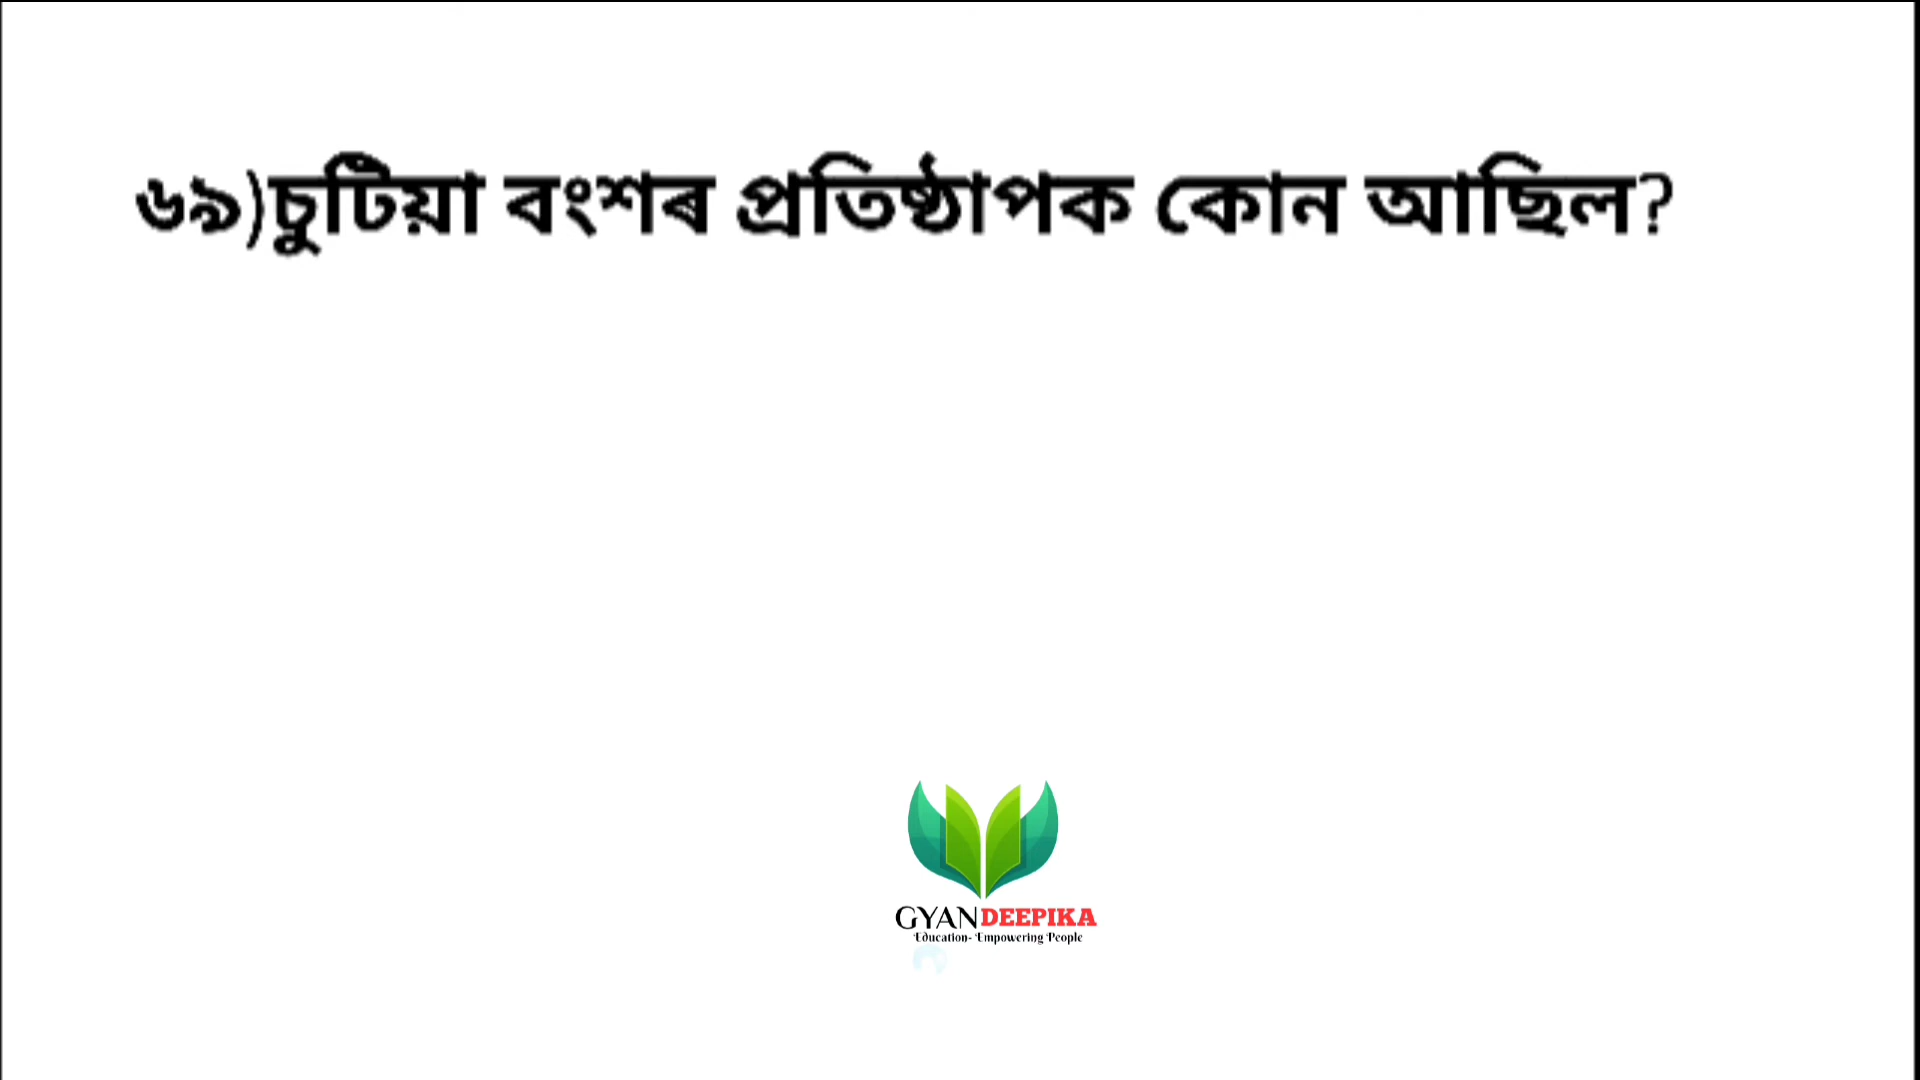 ৬৯)চুটিয়া বংশৰ প্ৰতিষ্ঠাপক কোন আছিল?
GYANDEEPIKA
Education- Empowering People